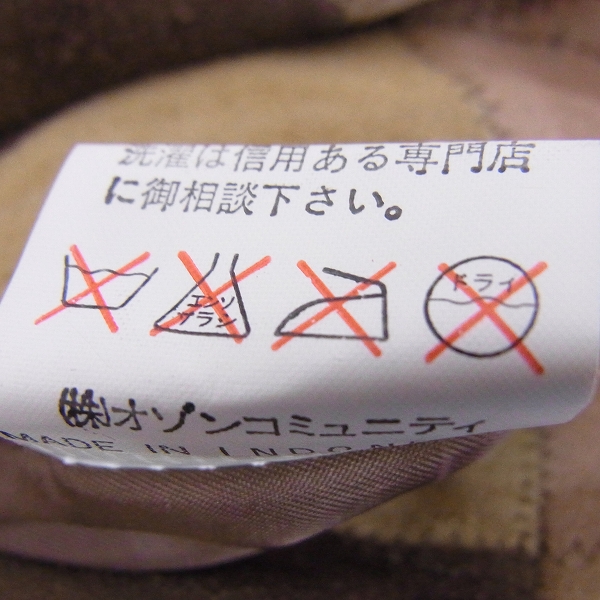 洗濯は信用ある専門店
に御相談下さい。
エンソ
サラシ
ドライ
㈱オゾンコミュニティ
MADE IN INDON